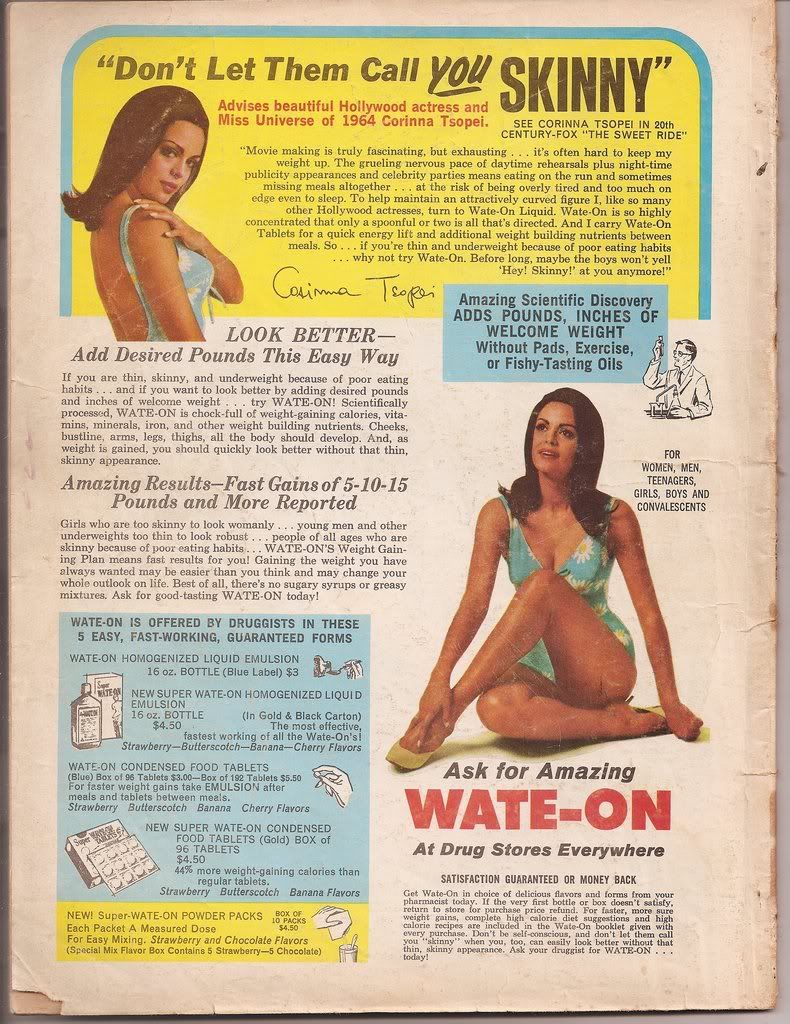 "Don't Let Them Call YOU SKINNY"
Advises beautiful Hollywood actress and
Miss Universe of 1964 Corinna Tsopei.
SEE CORINNA TSOPEI IN 20th
CENTURY-FOX "THE SWEET RIDE"
"Movie making is truly fascinating, but exhausting . . . it's often hard to keep my
weight up. The grueling nervous pace of daytime rehearsals plus night-time
publicity appearances and celebrity parties means eating on the run and sometimes
missing meals altogether . . . at the risk of being overly tired and too much on
edge even to sleep. To help maintain an attractively curved figure I, like so many
other Hollywood actresses, turn to Wate-On Liquid. Wate-On is so highly
concentrated that only a spoonful or two is all that's directed. And I carry Wate-On
Tablets for a quick energy lift and additional weight building nutrients between
meals. So . . . if you're thin and underweight because of poor eating habits
. . . why not try Wate-On. Before long, maybe the boys won't yell
'Hey! Skinny!' at you anymore!"
Corinna Tsopei
LOOK BETTER—
Add Desired Pounds This Easy Way
If you are thin, skinny, and underweight because of poor eating
habits . . . and if you want to look better by adding desired pounds
and inches of welcome weight . . . try WATE-ON! Scientifically
processed, WATE-ON is chock-full of weight-gaining calories, vita-
mins, minerals, iron, and other weight building nutrients. Cheeks,
bustline, arms, legs, thighs, all the body should develop. And, as
weight is gained, you should quickly look better without that thin,
skinny appearance.
Amazing Results—Fast Gains of 5-10-15
Pounds and More Reported
Girls who are too skinny to look womanly . . . young men and other
underweights too thin to look robust . . . people of all ages who are
skinny because of poor eating habits . . . WATE-ON'S Weight Gain-
ing Plan means fast results for you! Gaining the weight you have
always wanted may be easier than you think and may change your
whole outlook on life. Best of all, there's no sugary syrups or greasy
mixtures. Ask for good-tasting WATE-ON today!
WATE-ON IS OFFERED BY DRUGGISTS IN THESE
5 EASY, FAST-WORKING, GUARANTEED FORMS
WATE-ON HOMOGENIZED LIQUID EMULSION
16 oz. BOTTLE (Blue Label) $3
NEW SUPER WATE-ON HOMOGENIZED LIQUID
EMULSION
16 oz. BOTTLE (In Gold & Black Carton)
$4.50 The most effective,
fastest working of all the Wate-On's!
Strawberry—Butterscotch—Banana—Cherry Flavors
WATE-ON CONDENSED FOOD TABLETS
(Blue) Box of 96 Tablets $3.00—Box of 192 Tablets $5.50
For faster weight gains take EMULSION after
meals and tablets between meals.
Strawberry Butterscotch Banana Cherry Flavors
NEW SUPER WATE-ON CONDENSED
FOOD TABLETS (Gold) BOX OF
96 TABLETS
$4.50
44% more weight-gaining calories than
regular tablets.
Strawberry Butterscotch Banana Flavors
NEW! Super-WATE-ON POWDER PACKS BOX OF
10 PACKS
$4.50
Each Packet A Measured Dose
For Easy Mixing. Strawberry and Chocolate Flavors
(Special Mix Flavor Box Contains 5 Strawberry—5 Chocolate)
Amazing Scientific Discovery
ADDS POUNDS, INCHES OF
WELCOME WEIGHT
Without Pads, Exercise,
or Fishy-Tasting Oils
FOR
WOMEN, MEN,
TEENAGERS,
GIRLS, BOYS AND
CONVALESCENTS
Ask for Amazing
WATE-ON
At Drug Stores Everywhere
SATISFACTION GUARANTEED OR MONEY BACK
Get Wate-On in choice of delicious flavors and forms from your
pharmacist today. If the very first bottle or box doesn't satisfy,
return to store for purchase price refund. For faster, more sure
weight gains, complete high calorie diet suggestions and high
calorie recipes are included in the Wate-On booklet given with
every purchase. Don't be self-conscious, and don't let them call
you "skinny" when you, too, can easily look better without that
thin, skinny appearance. Ask your druggist for WATE-ON . . .
today!